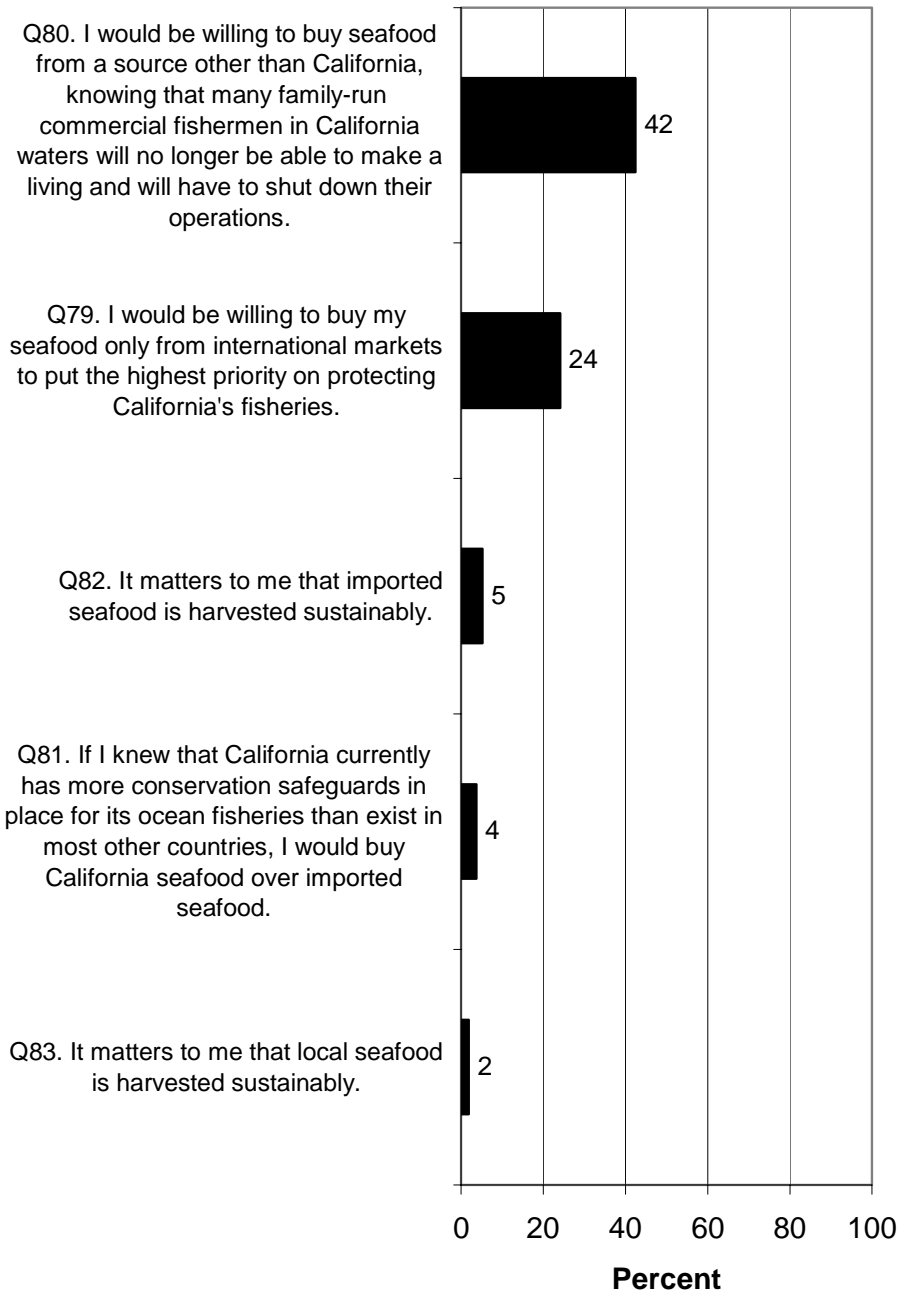 Q80. I would be willing to buy seafood
from a source other than California,
knowing that many family-run
commercial fishermen in California
waters will no longer be able to make a
living and will have to shut down their
operations.
42
Q79. I would be willing to buy my
seafood only from international markets
to put the highest priority on protecting
California's fisheries.
24
Q82. It matters to me that imported
seafood is harvested sustainably.
5
Q81. If I knew that California currently
has more conservation safeguards in
place for its ocean fisheries than exist in
most other countries, I would buy
California seafood over imported
seafood.
4
Q83. It matters to me that local seafood
is harvested sustainably.
2
0 20 40 60 80 100
Percent